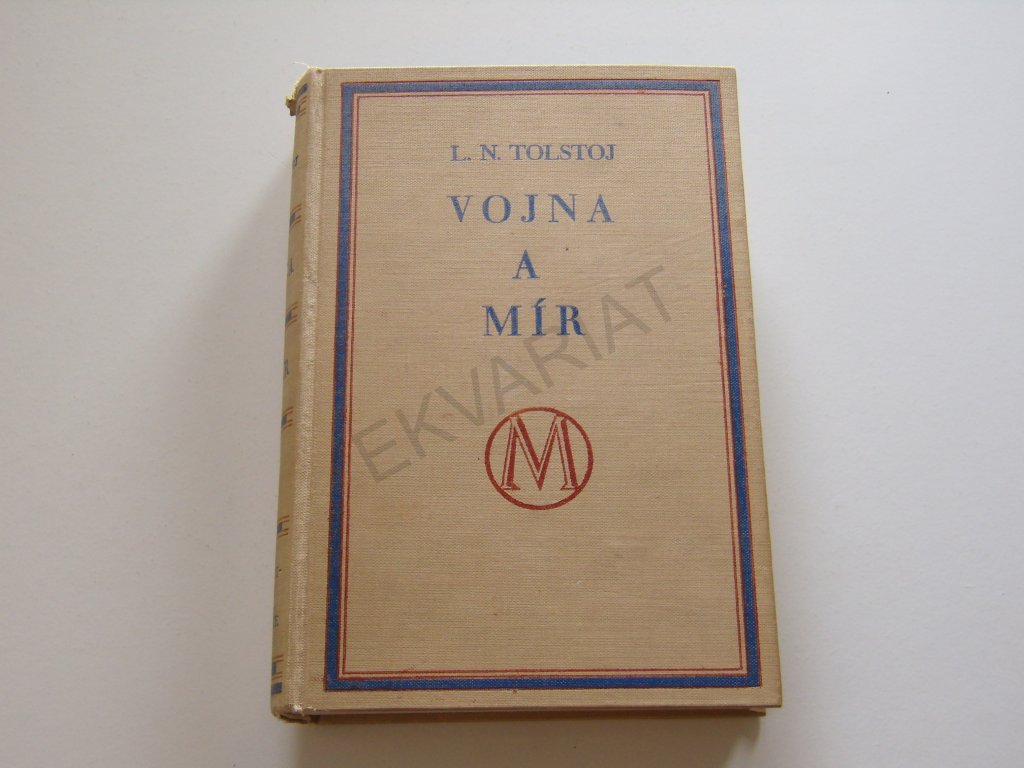 L. N. TOLSTOJ
VOJNA
A
MÍR
M
EKVARIAT